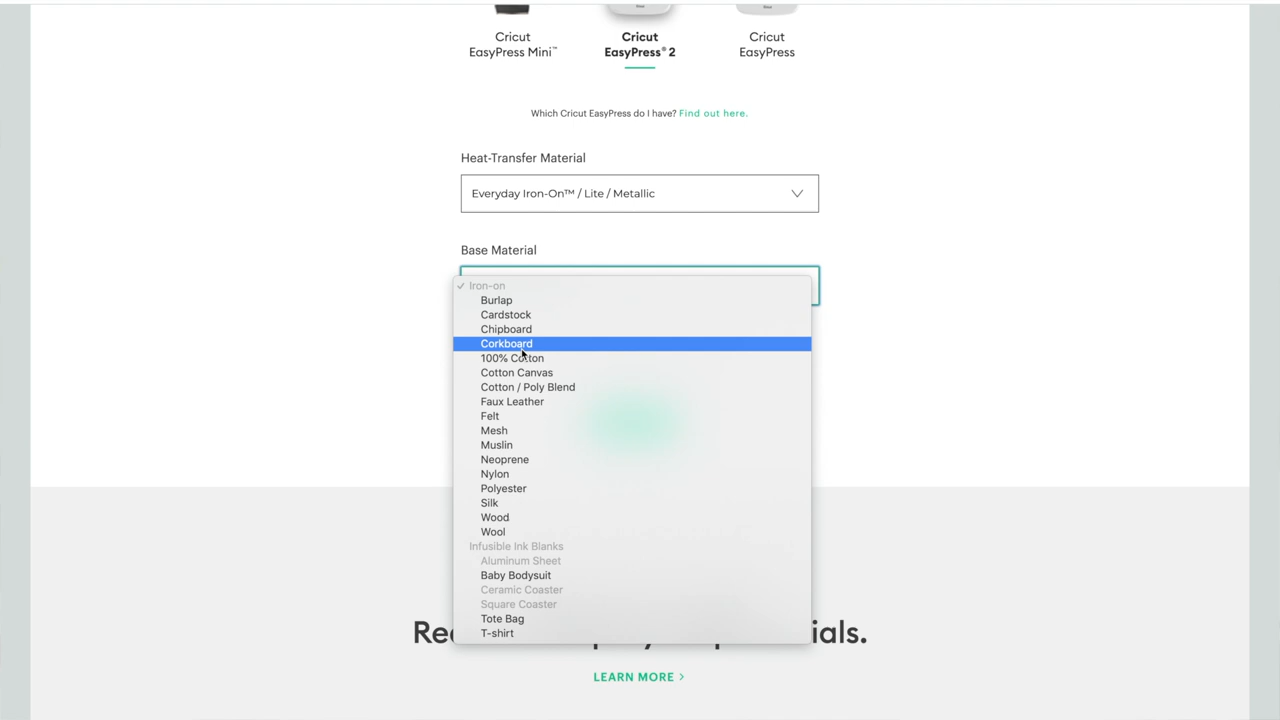 Cricut
EasyPress Mini™
Cricut
EasyPress® 2
Cricut
EasyPress
Which Cricut EasyPress do I have? Find out here.
Heat-Transfer Material
Everyday Iron-On™ / Lite / Metallic
Base Material
✓ Iron-on
Burlap
Cardstock
Chipboard
Corkboard
100% Cotton
Cotton Canvas
Cotton / Poly Blend
Faux Leather
Felt
Mesh
Muslin
Neoprene
Nylon
Polyester
Silk
Wood
Wool
Infusible Ink Blanks
Aluminum Sheet
Baby Bodysuit
Ceramic Coaster
Square Coaster
Tote Bag
T-shirt
LEARN MORE >